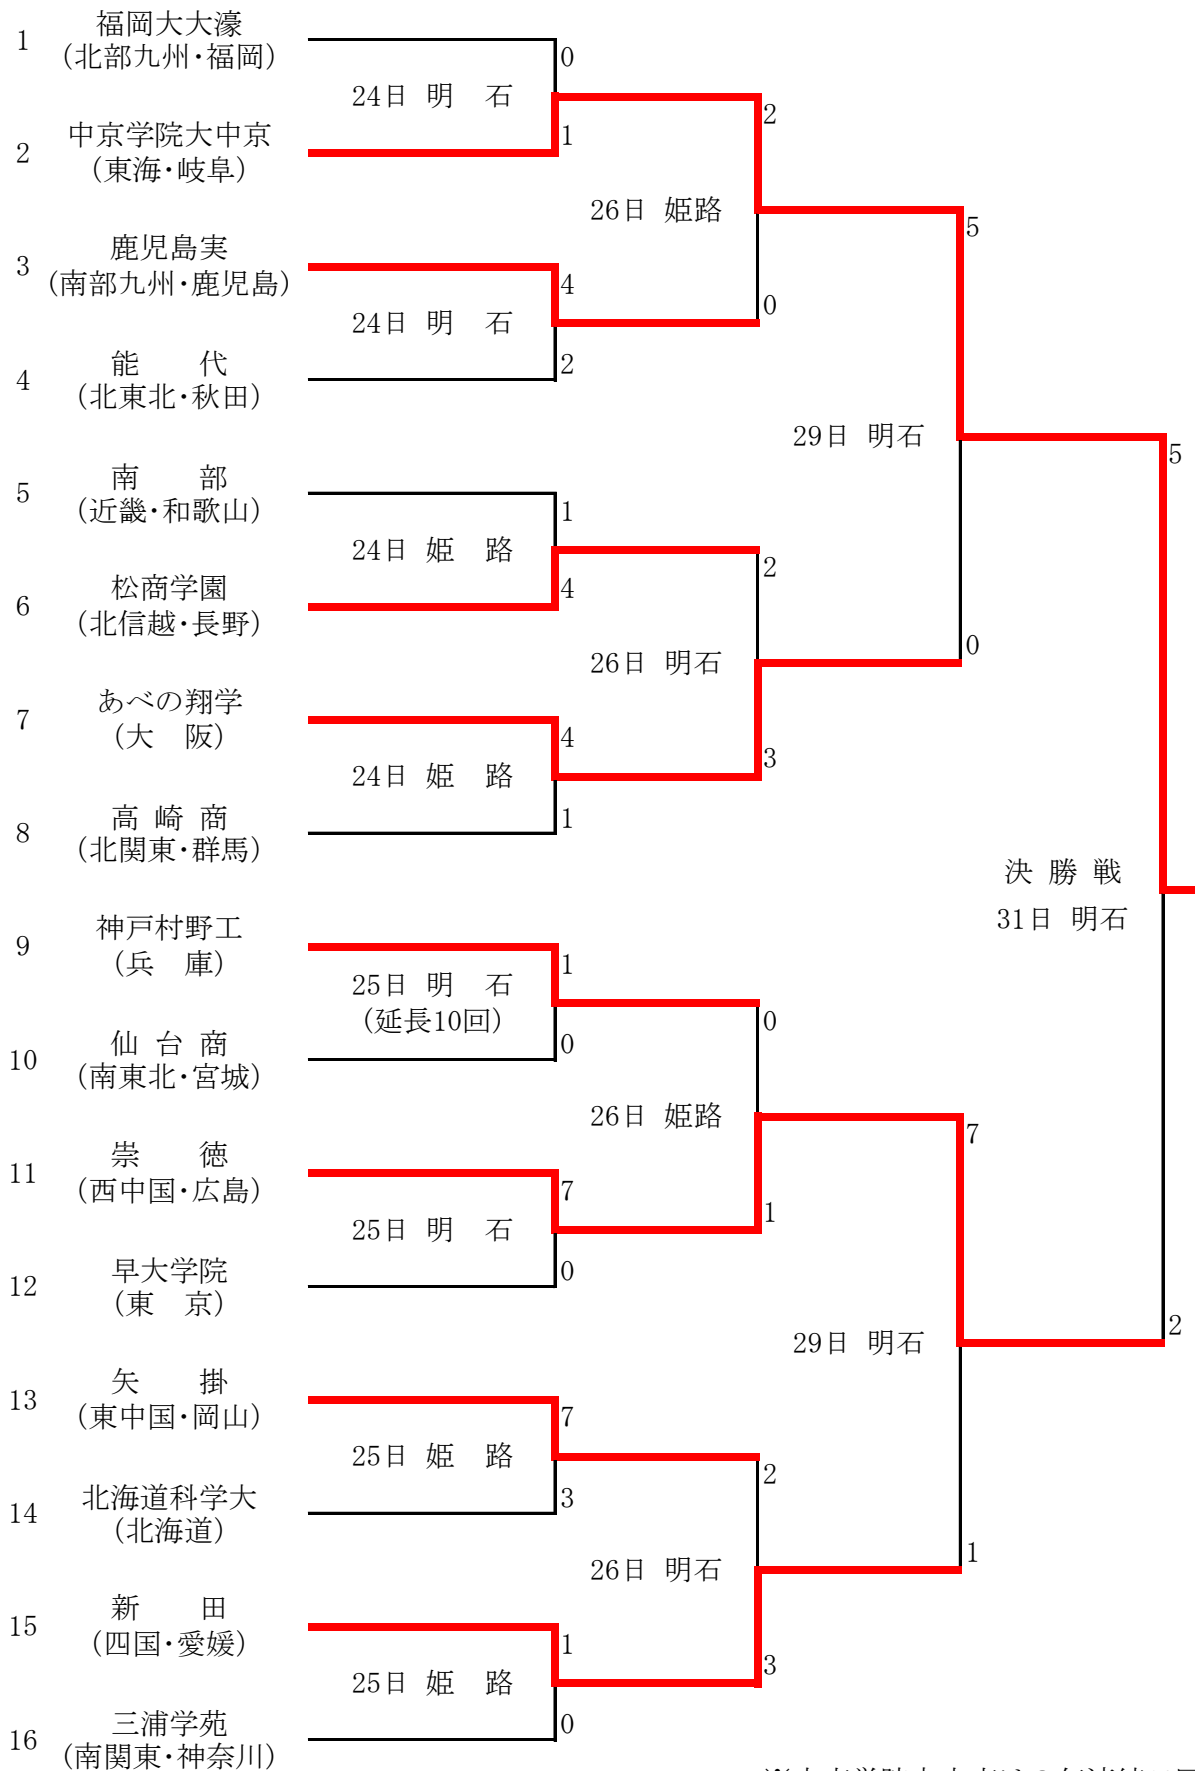 1 福岡大大濠
(北部九州・福岡)
0
24日 明　石
2 中京学院大中京
(東海・岐阜)
1
2
26日 姫路
3 鹿児島実
(南部九州・鹿児島)
4
24日 明　石
0
4 能　代
(北東北・秋田)
2
5
29日 明石
5 南　部
(近畿・和歌山)
1
24日 姫　路
6 松商学園
(北信越・長野)
4
2
26日 明石
0
7 あべの翔学
(大　阪)
4
24日 姫　路
3
8 高 崎 商
(北関東・群馬)
1
5
決 勝 戦
31日 明石
9 神戸村野工
(兵　庫)
1
25日 明　石
(延長10回)
10 仙 台 商
(南東北・宮城)
0
0
26日 姫路
11 崇　徳
(西中国・広島)
7
25日 明　石
1
12 早大学院
(東　京)
0
7
29日 明石
2
13 矢　掛
(東中国・岡山)
7
25日 姫　路
14 北海道科学大
(北海道)
3
2
26日 明石
1
15 新　田
(四国・愛媛)
1
25日 姫　路
3
16 三浦学苑
(南関東・神奈川)
0